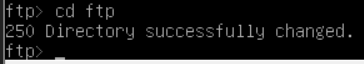 ftp> cd ftp
250 Directory successfully changed.
ftp> _